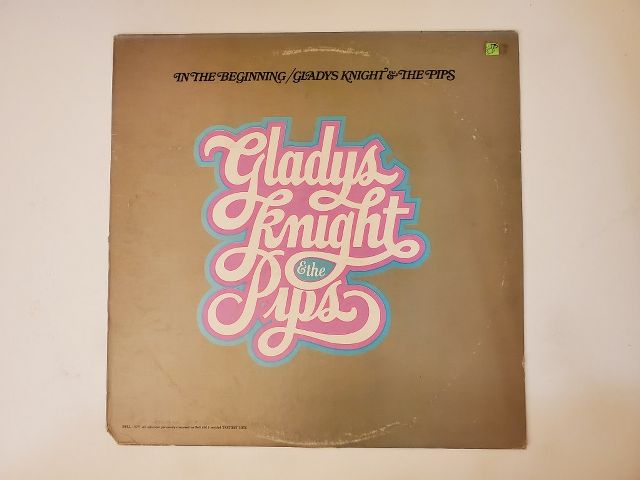 IN THE BEGINNING/GLADYS KNIGHT & THE PIPS
Gladys
Knight
& the
Pips